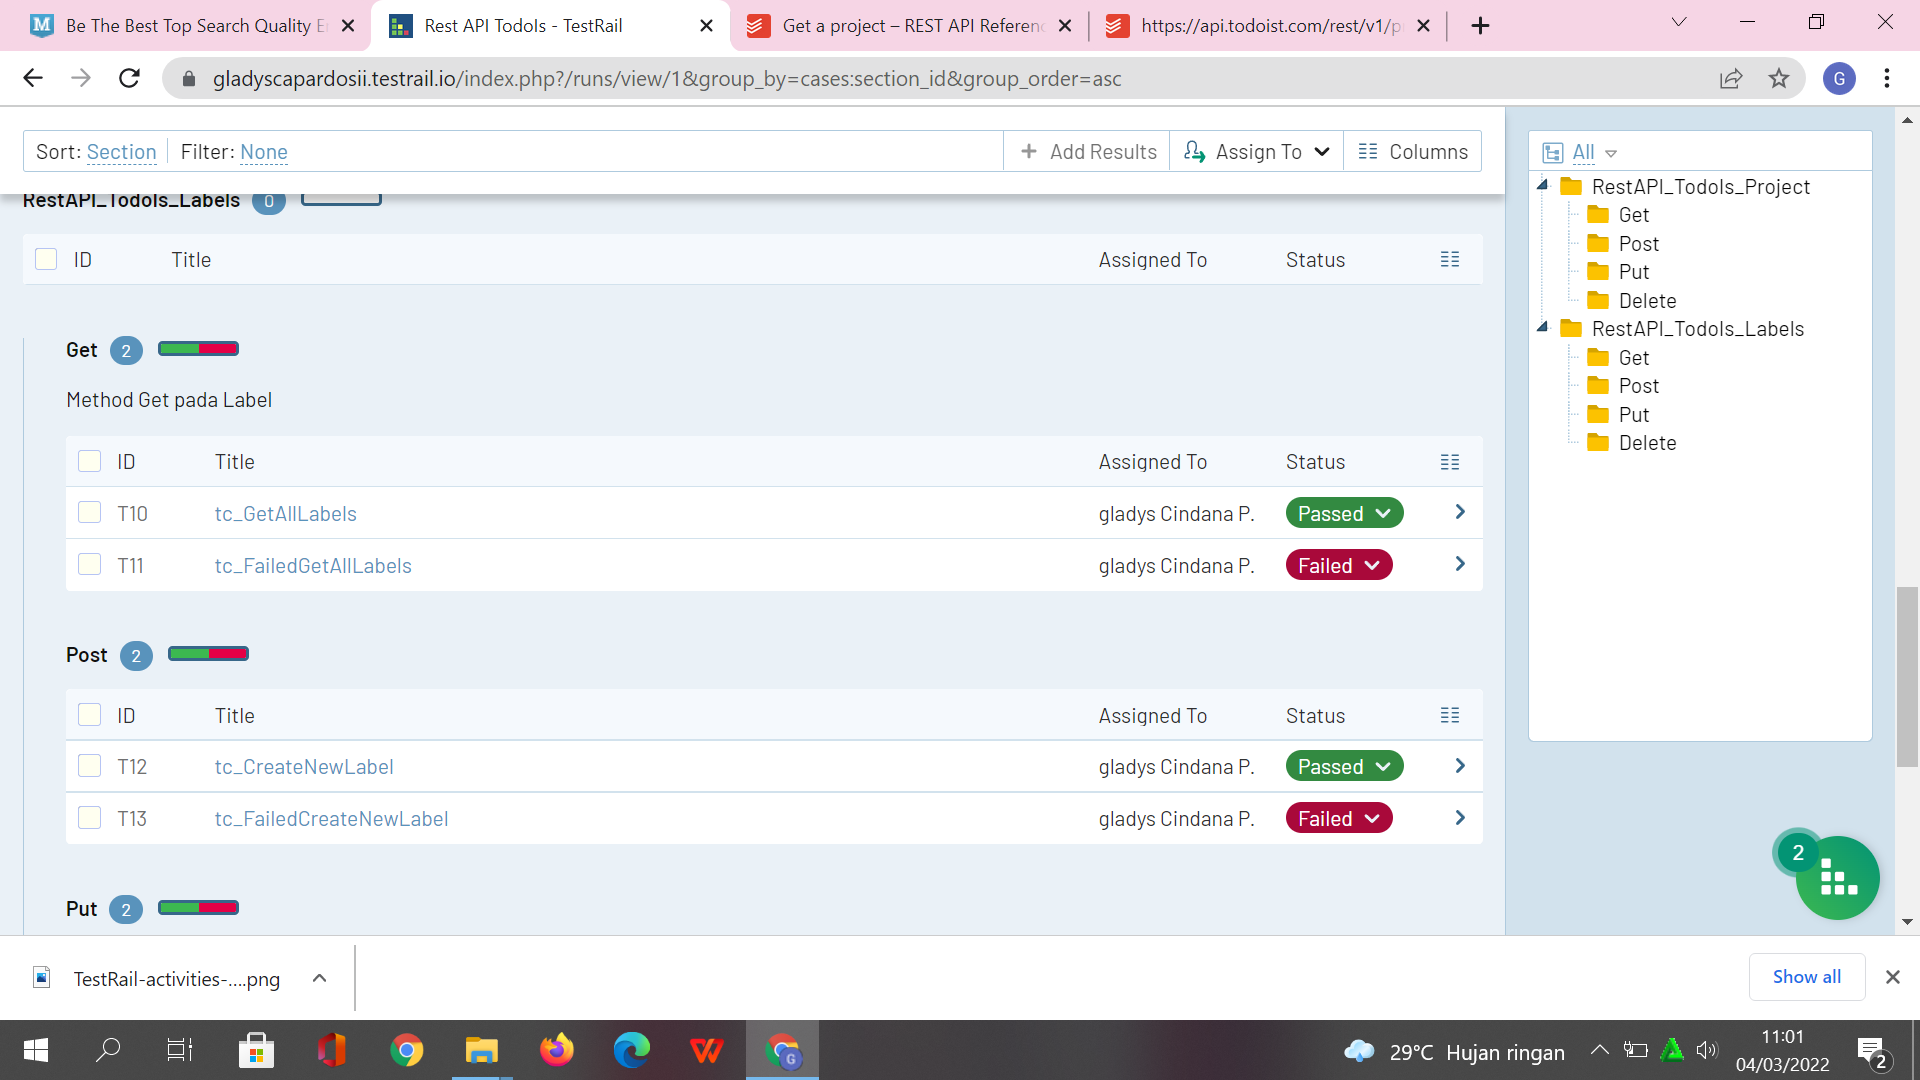 Be The Best Top Search Quality E
Rest API TodoIs - TestRail
Get a project – REST API Referenc
https://api.todoist.com/rest/v1/p
gladyscapardosii.testrail.io/index.php?/runs/view/1&group_by=cases:section_id&group_order=asc
G
Sort: Section Filter: None
Add Results
Assign To
Columns
RestAPI_TodoIs_Labels 0
ID Title Assigned To Status
Get 2
Method Get pada Label
ID Title Assigned To Status
T10 tc_GetAllLabels gladys Cindana P. Passed
T11 tc_FailedGetAllLabels gladys Cindana P. Failed
Post 2
ID Title Assigned To Status
T12 tc_CreateNewLabel gladys Cindana P. Passed
T13 tc_FailedCreateNewLabel gladys Cindana P. Failed
Put 2
All
RestAPI_TodoIs_Project
Get
Post
Put
Delete
RestAPI_TodoIs_Labels
Get
Post
Put
Delete
2
TestRail-activities-....png
Show all
G
29°C Hujan ringan
11:01
04/03/2022
2